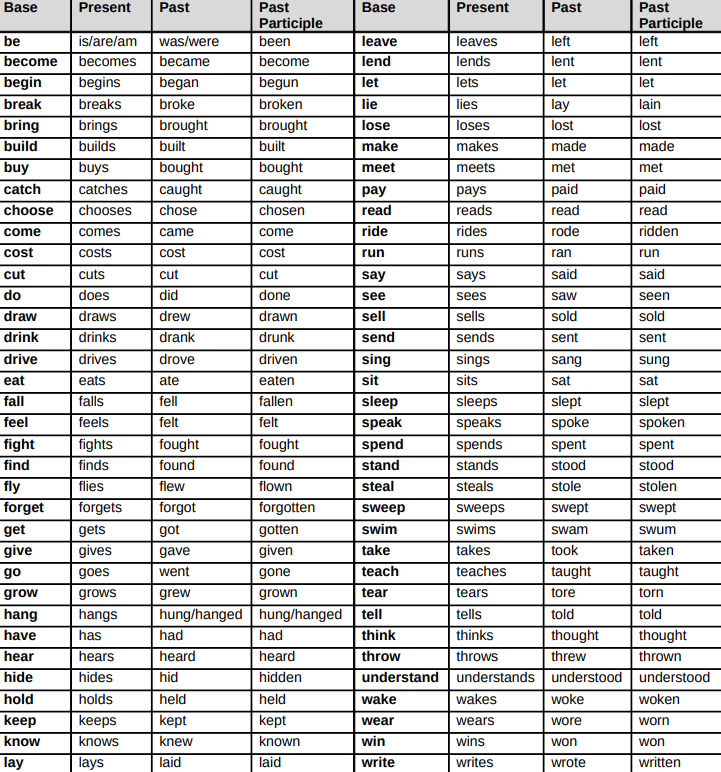 Base Present Past Past Participle Base Present Past Past Participle
be is/are/am was/were been leave leaves left left
become becomes became become lend lends lent lent
begin begins began begun let lets let let
break breaks broke broken lie lies lay lain
bring brings brought brought lose loses lost lost
build builds built built make makes made made
buy buys bought bought meet meets met met
catch catches caught caught pay pays paid paid
choose chooses chose chosen read reads read read
come comes came come ride rides rode ridden
cost costs cost cost run runs ran run
cut cuts cut cut say says said said
do does did done see sees saw seen
draw draws drew drawn sell sells sold sold
drink drinks drank drunk send sends sent sent
drive drives drove driven sing sings sang sung
eat eats ate eaten sit sits sat sat
fall falls fell fallen sleep sleeps slept slept
feel feels felt felt speak speaks spoke spoken
fight fights fought fought spend spends spent spent
find finds found found stand stands stood stood
fly flies flew flown steal steals stole stolen
forget forgets forgot forgotten sweep sweeps swept swept
get gets got gotten swim swims swam swum
give gives gave given take takes took taken
go goes went gone teach teaches taught taught
grow grows grew grown tear tears tore torn
hang hangs hung/hanged hung/hanged tell tells told told
have has had had think thinks thought thought
hear hears heard heard throw throws threw thrown
hide hides hid hidden understand understands understood understood
hold holds held held wake wakes woke woken
keep keeps kept kept wear wears wore worn
know knows knew known win wins won won
lay lays laid laid write writes wrote written